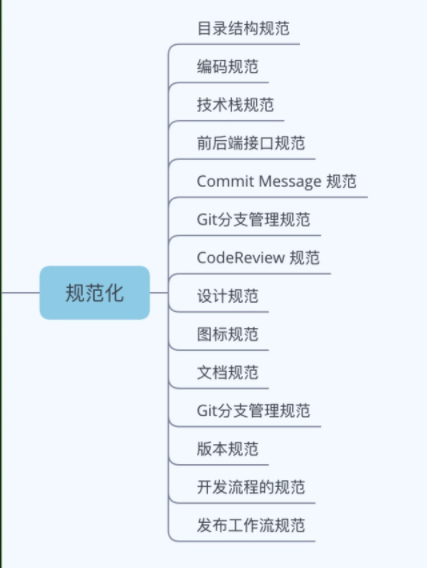 目录结构规范
编码规范
技术栈规范
前后端接口规范
Commit Message 规范
Git分支管理规范
CodeReview 规范
规范化
设计规范
图标规范
文档规范
Git分支管理规范
版本规范
开发流程的规范
发布工作流规范